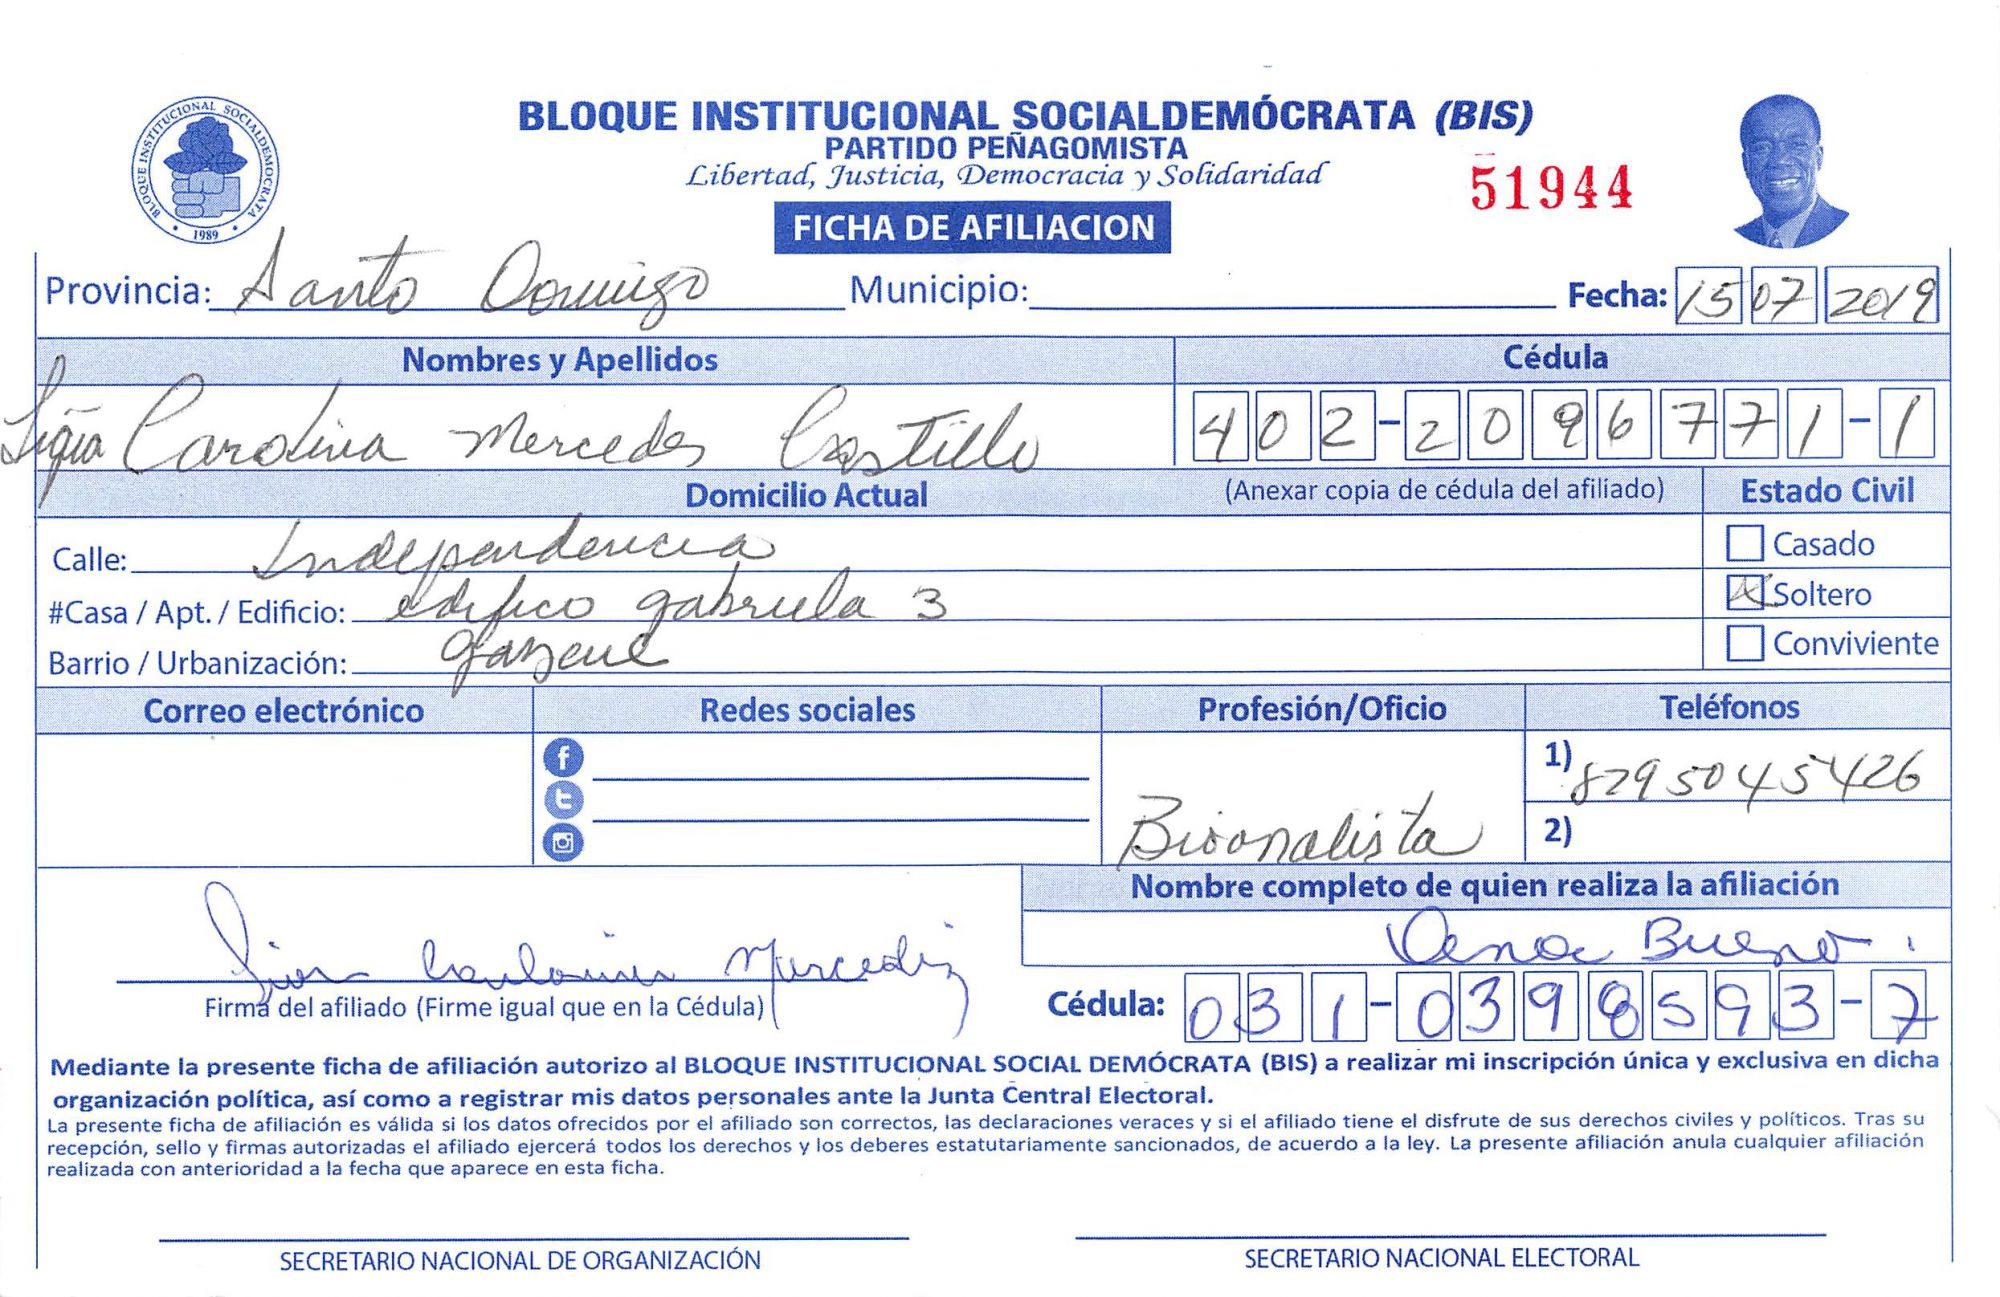 BLOQUE INSTITUCIONAL SOCIALDEMOCRATA
1989
BLOQUE INSTITUCIONAL SOCIALDEMÓCRATA (BIS)
PARTIDO PEÑAGOMISTA
Libertad, Justicia, Democracia y Solidaridad
51944
FICHA DE AFILIACION
Provincia: Santo Domingo Municipio: Fecha: 15 07 2019
Nombres y Apellidos Cédula
Carolina Mercedes Castillo 402-2096771-1
Domicilio Actual (Anexar copia de cédula del afiliado) Estado Civil
Calle: Independencia Casado
#Casa / Apt. / Edificio: edifico gabriela 3 Soltero
Barrio / Urbanización: Conviviente
Correo electrónico Redes sociales Profesión/Oficio Teléfonos
1) 8295045426
Bioanalista 2)
Nombre completo de quien realiza la afiliación
Bueno
Carolina Mercedes
Firma del afiliado (Firme igual que en la Cédula) Cédula: 031-0398593-7
Mediante la presente ficha de afiliación autorizo al BLOQUE INSTITUCIONAL SOCIAL DEMÓCRATA (BIS) a realizar mi inscripción única y exclusiva en dicha
organización política, así como a registrar mis datos personales ante la Junta Central Electoral.
La presente ficha de afiliación es válida si los datos ofrecidos por el afiliado son correctos, las declaraciones veraces y si el afiliado tiene el disfrute de sus derechos civiles y políticos. Tras su
recepción, sello y firmas autorizadas el afiliado ejercerá todos los derechos y los deberes estatutariamente sancionados, de acuerdo a la ley. La presente afiliación anula cualquier afiliación
realizada con anterioridad a la fecha que aparece en esta ficha.
SECRETARIO NACIONAL DE ORGANIZACIÓN SECRETARIO NACIONAL ELECTORAL